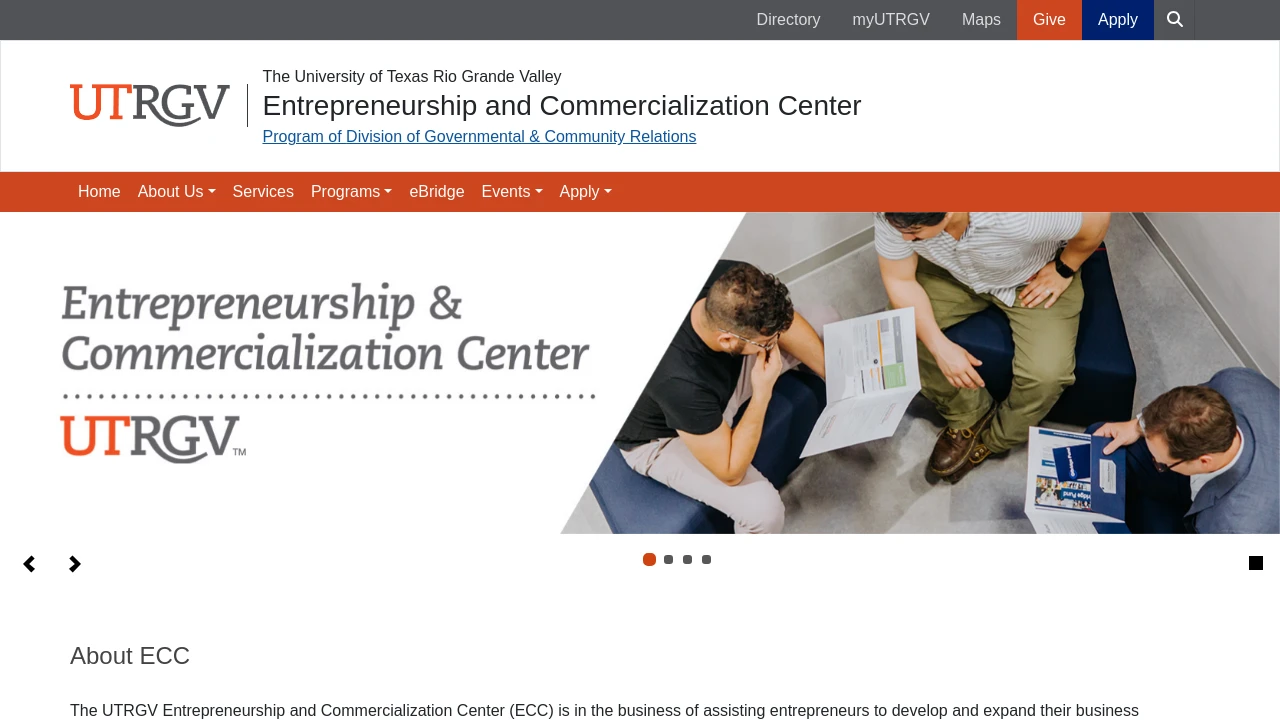 Directory myUTRGV Maps Give Apply
UTRGV
The University of Texas Rio Grande Valley
Entrepreneurship and Commercialization Center
Program of Division of Governmental & Community Relations
Home About Us Services Programs eBridge Events Apply
Entrepreneurship &
Commercialization Center
UTRGV™
About ECC
The UTRGV Entrepreneurship and Commercialization Center (ECC) is in the business of assisting entrepreneurs to develop and expand their business